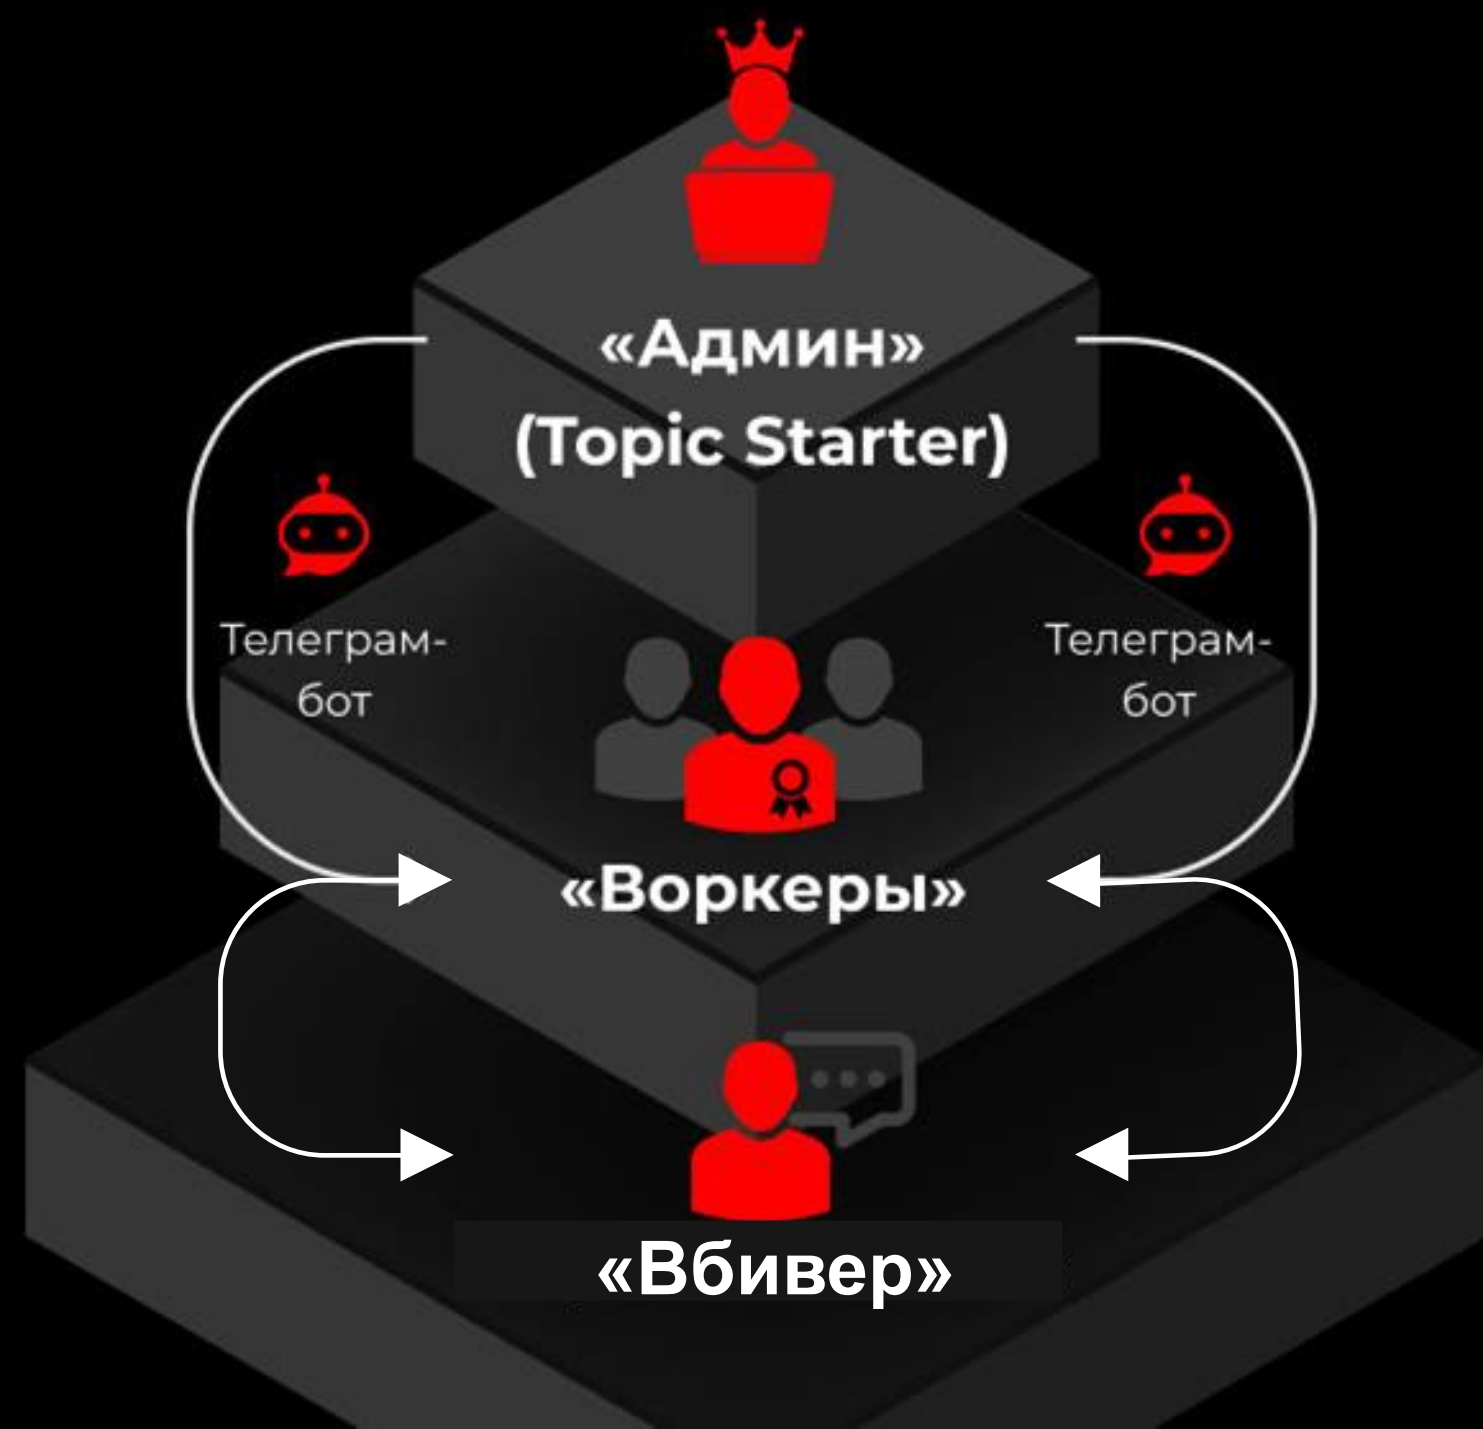 «Админ»
(Topic Starter)
Телеграм-
бот
Телеграм-
бот
«Воркеры»
«Вбивер»